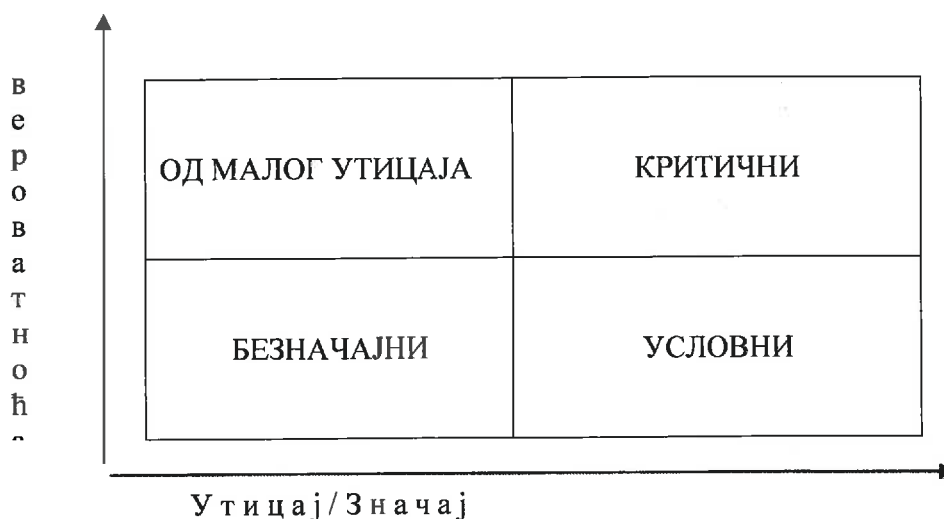 вероватноћ
ОД МАЛОГ УТИЦАЈА
КРИТИЧНИ
БЕЗНАЧАЈНИ
УСЛОВНИ
Утицај/Значај